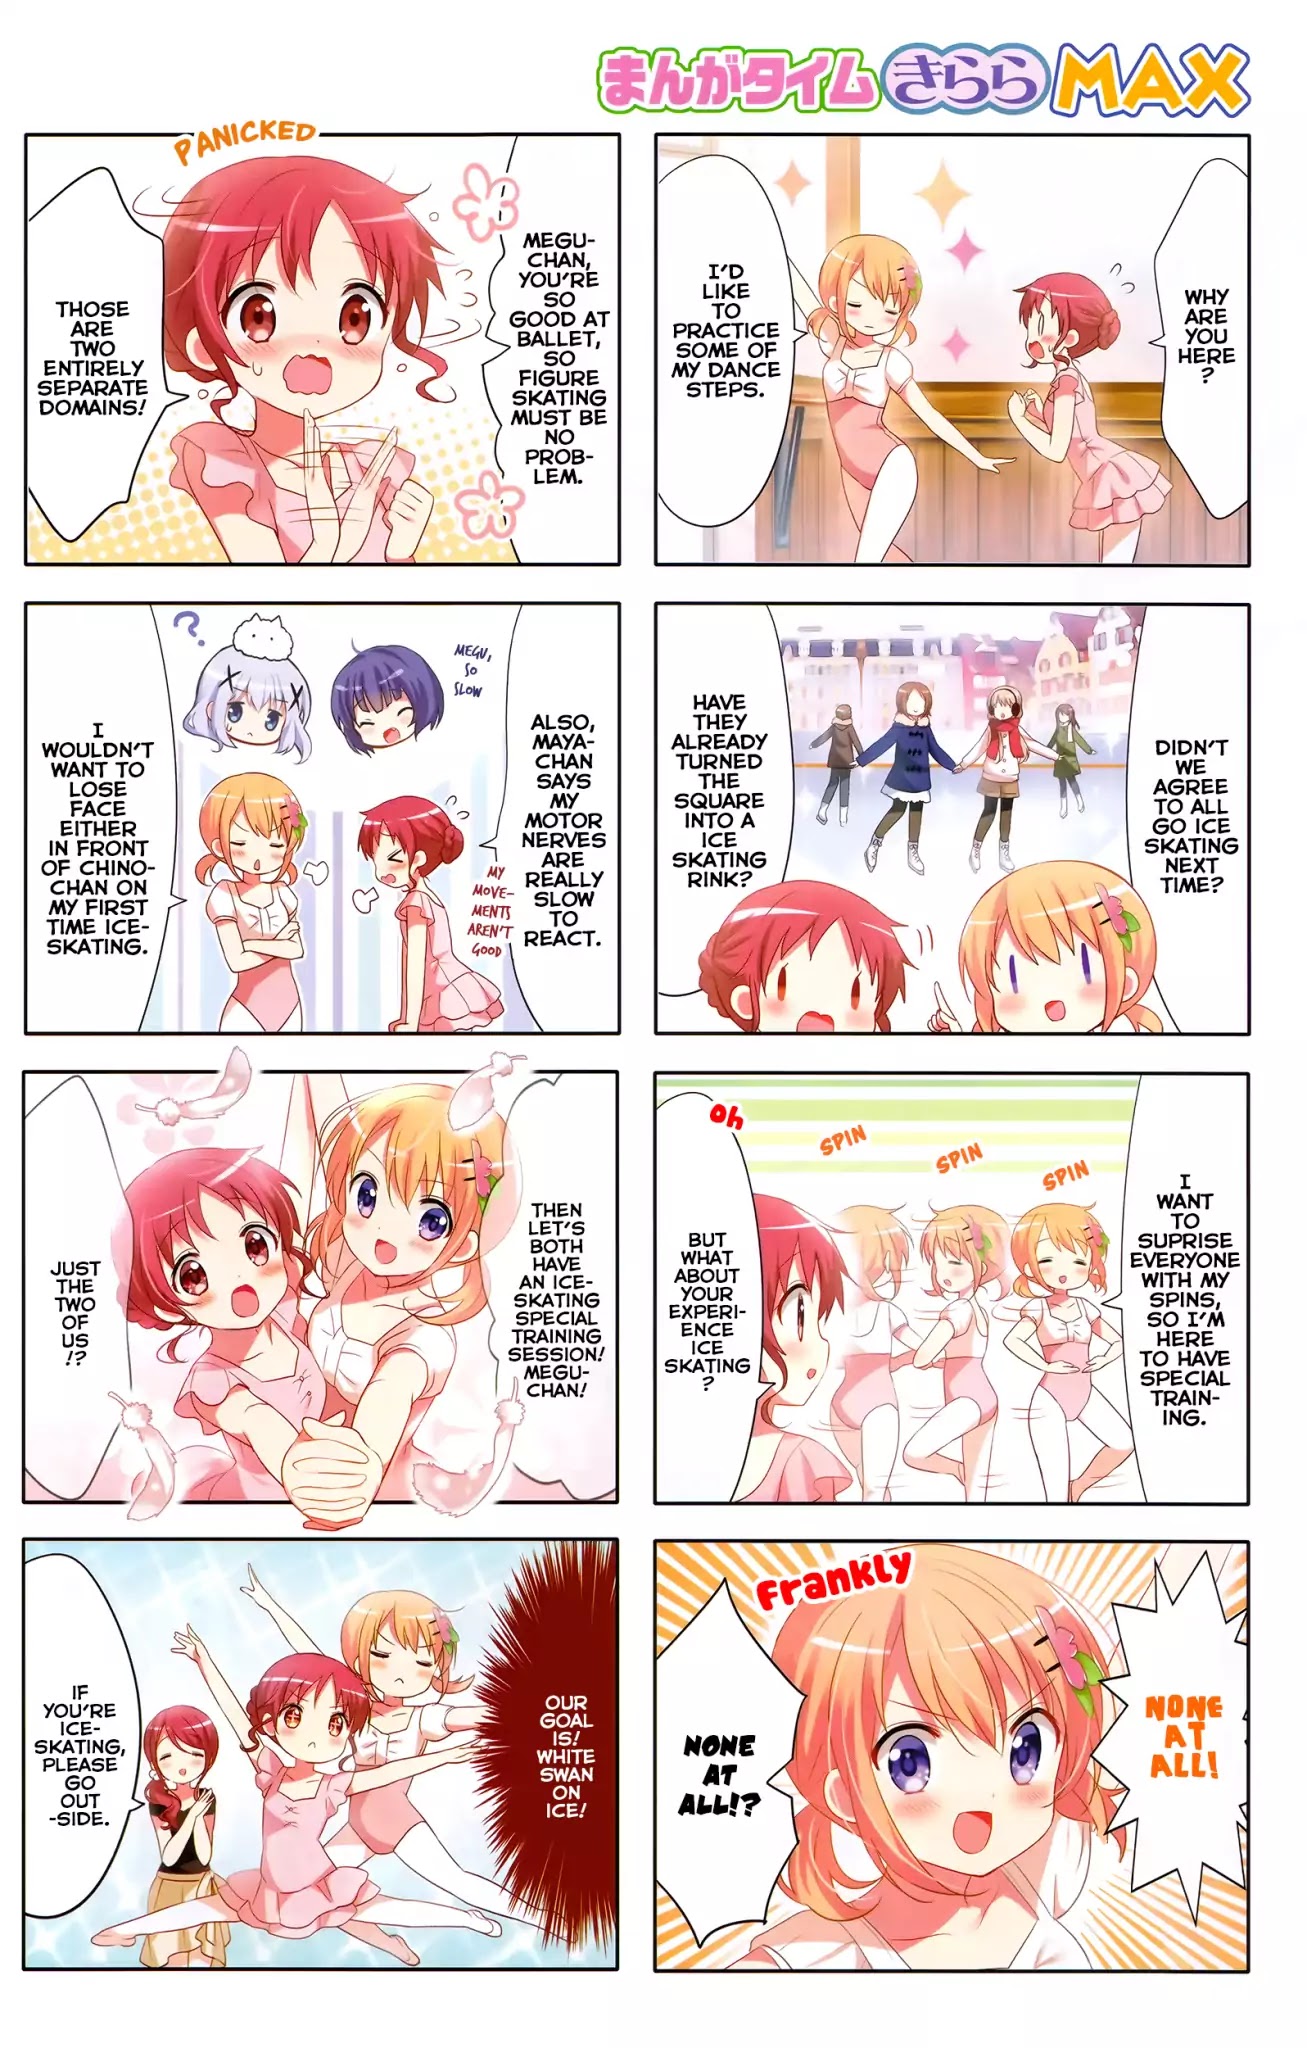 まんがタイムきららMAX
WHY
ARE
YOU
HERE
?
I'D
LIKE
TO
PRACTICE
SOME OF
MY DANCE
STEPS.
DIDN'T
WE
AGREE
TO ALL
GO ICE
SKATING
NEXT
TIME?
HAVE
THEY
ALREADY
TURNED
THE
SQUARE
INTO A
ICE
SKATING
RINK?
I
WANT
TO
SUPRISE
EVERYONE
WITH MY
SPINS,
SO I'M
HERE
TO HAVE
SPECIAL
TRAIN-
ING.
SPIN
SPIN
SPIN
Oh
BUT
WHAT
ABOUT
YOUR
EXPERI-
ENCE
ICE
SKATING
?
NONE
AT
ALL!
Frankly
NONE
AT
ALL!?
MEGU-
CHAN,
YOU'RE
SO
GOOD AT
BALLET,
SO
FIGURE
SKATING
MUST BE
NO
PROB-
LEM.
PANICKED
THOSE
ARE
TWO
ENTIRELY
SEPARATE
DOMAINS!
ALSO,
MAYA-
CHAN
SAYS
MY
MOTOR
NERVES
ARE
REALLY
SLOW
TO
REACT.
MEGU,
SO
SLOW
MY
MOVE-
MENTS
AREN'T
GOOD
?
I
WOULDN'T
WANT TO
LOSE
FACE
EITHER
IN FRONT
OF CHINO-
CHAN ON
MY FIRST
TIME ICE-
SKATING.
THEN
LET'S
BOTH
HAVE
AN ICE-
SKATING
SPECIAL
TRAINING
SESSION!
MEGU-
CHAN!
JUST
THE
TWO
OF
US
!?
OUR
GOAL
IS!
WHITE
SWAN
ON
ICE!
IF
YOU'RE
ICE-
SKATING,
PLEASE
GO
OUT
-SIDE.